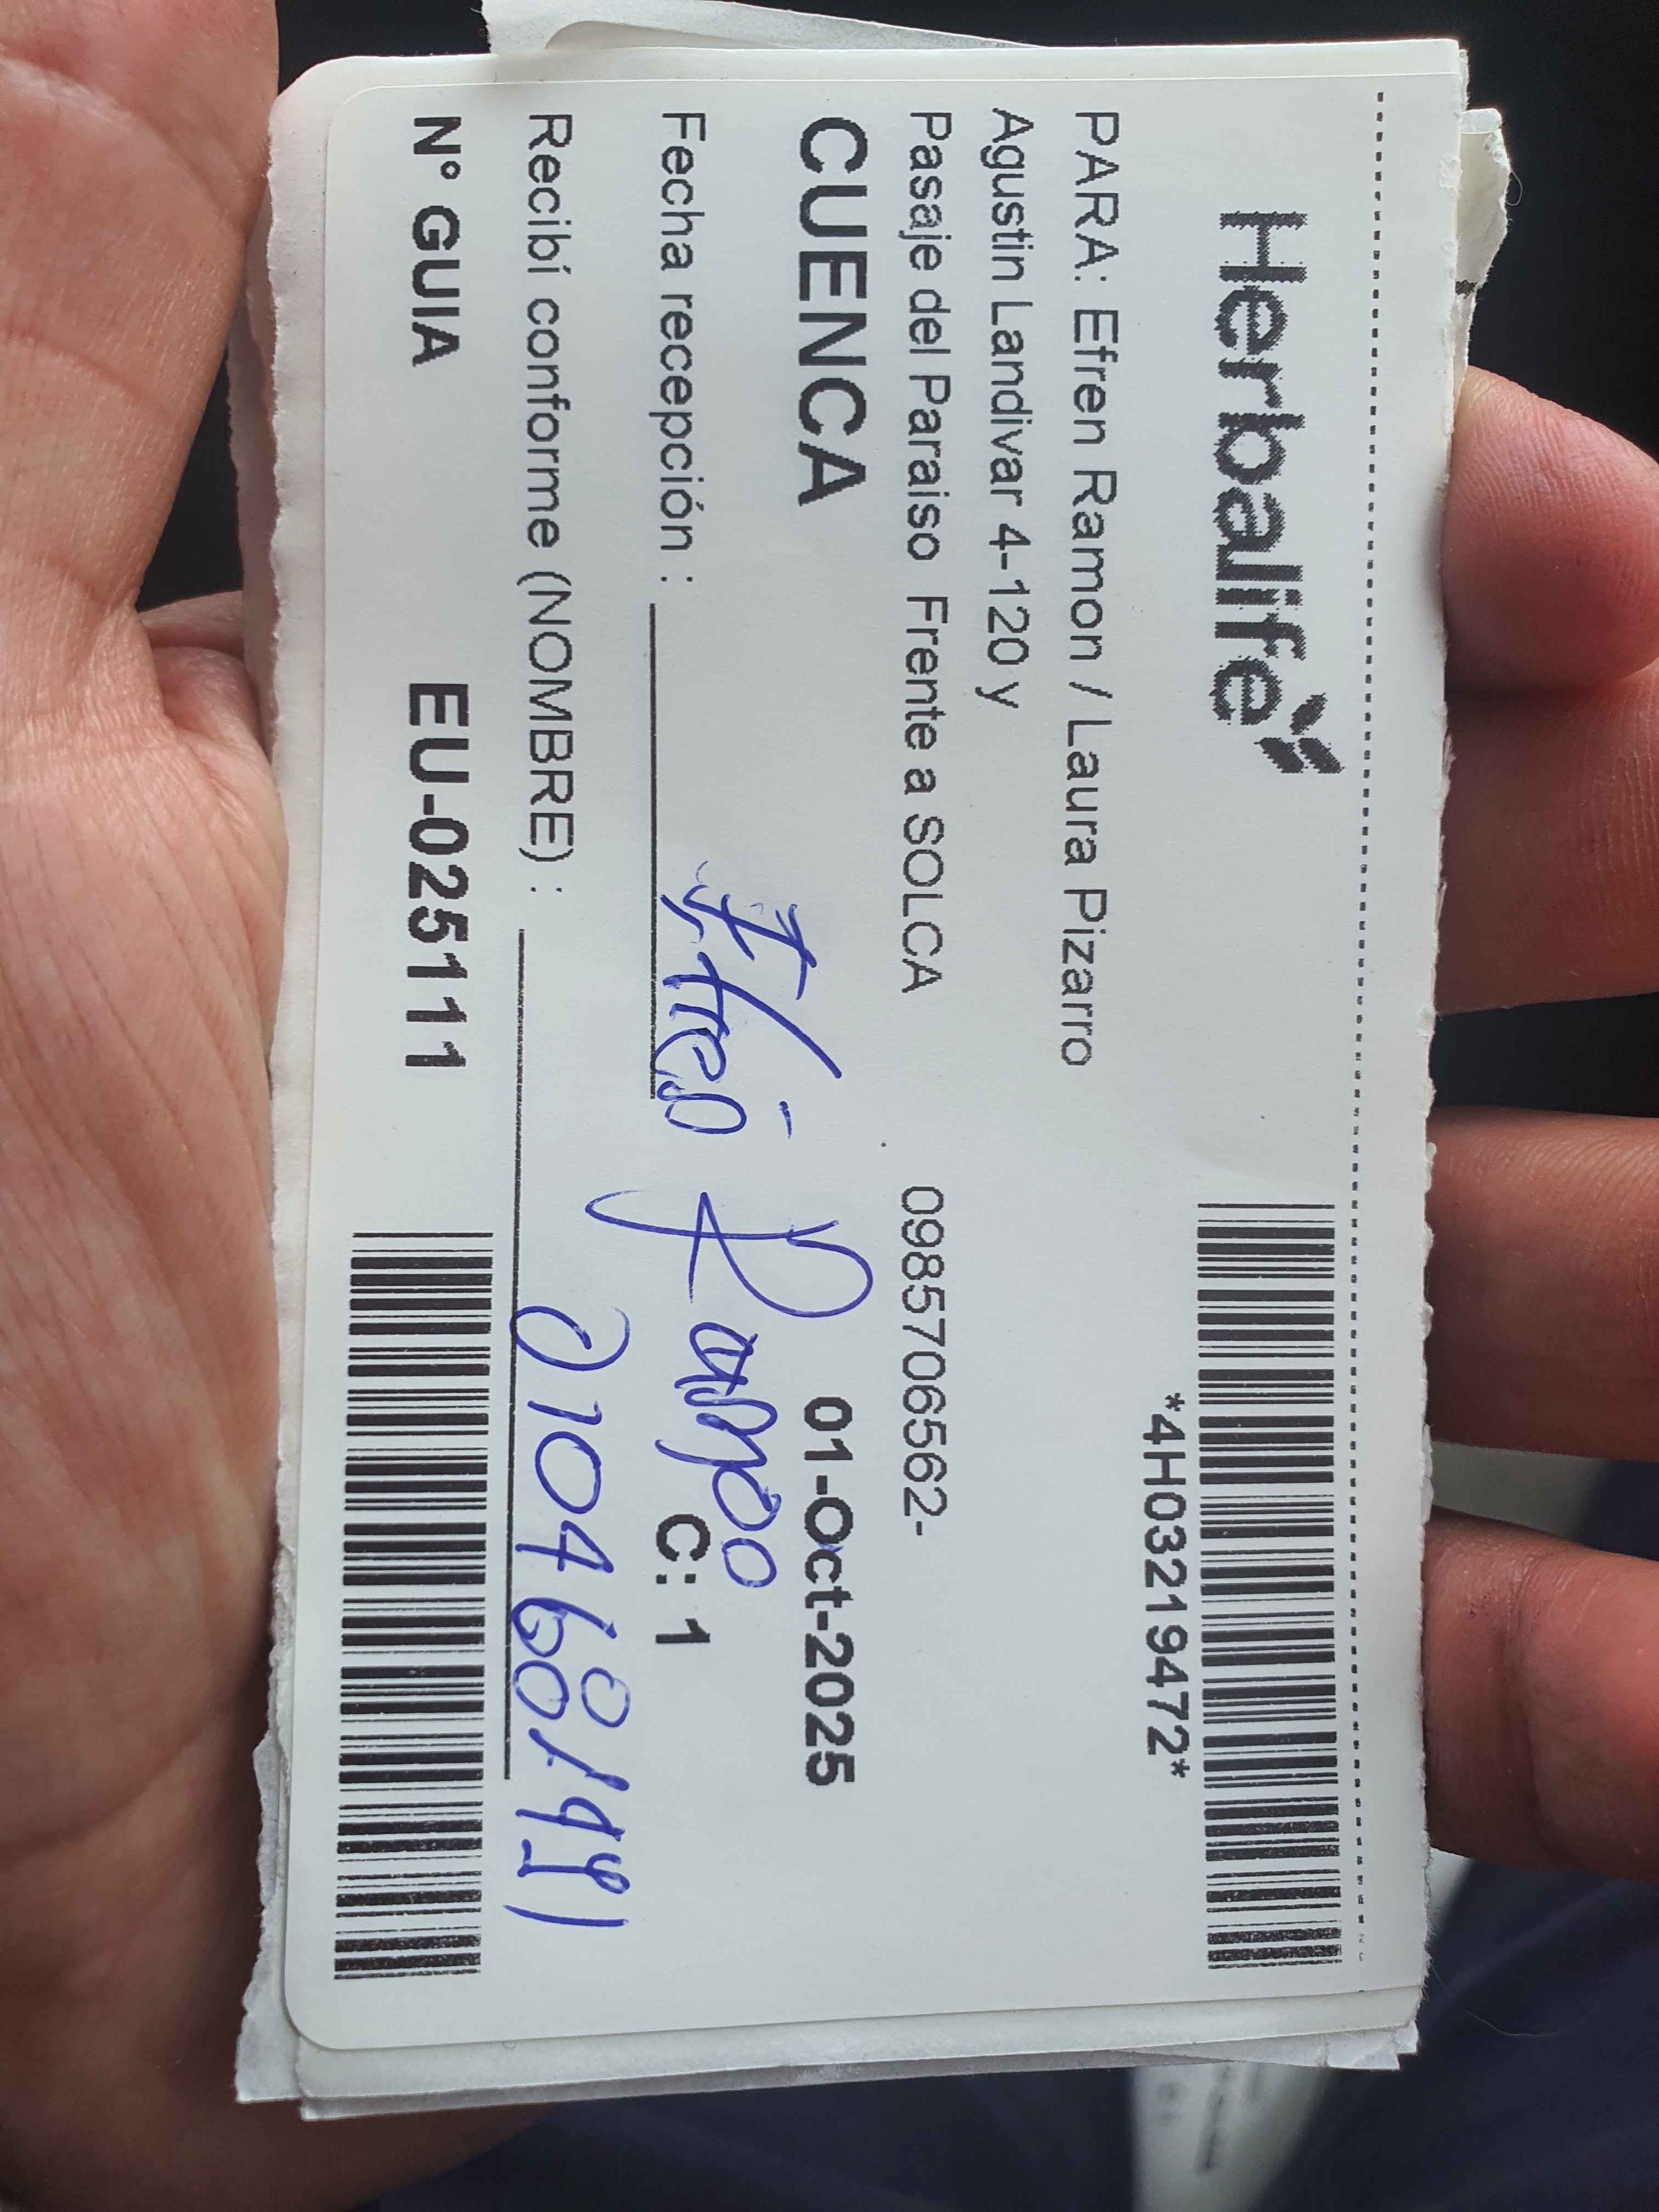 Herbalife
*4H03219472*
PARA: Efren Ramon / Laura Pizarro
Agustin Landivar 4-120 y
Pasaje del Paraiso Frente a SOLCA 0985706562-
CUENCA 01-Oct-2025
Fecha recepción :
C: 1
Recibí conforme (NOMBRE) :
N° GUIA EU-025111